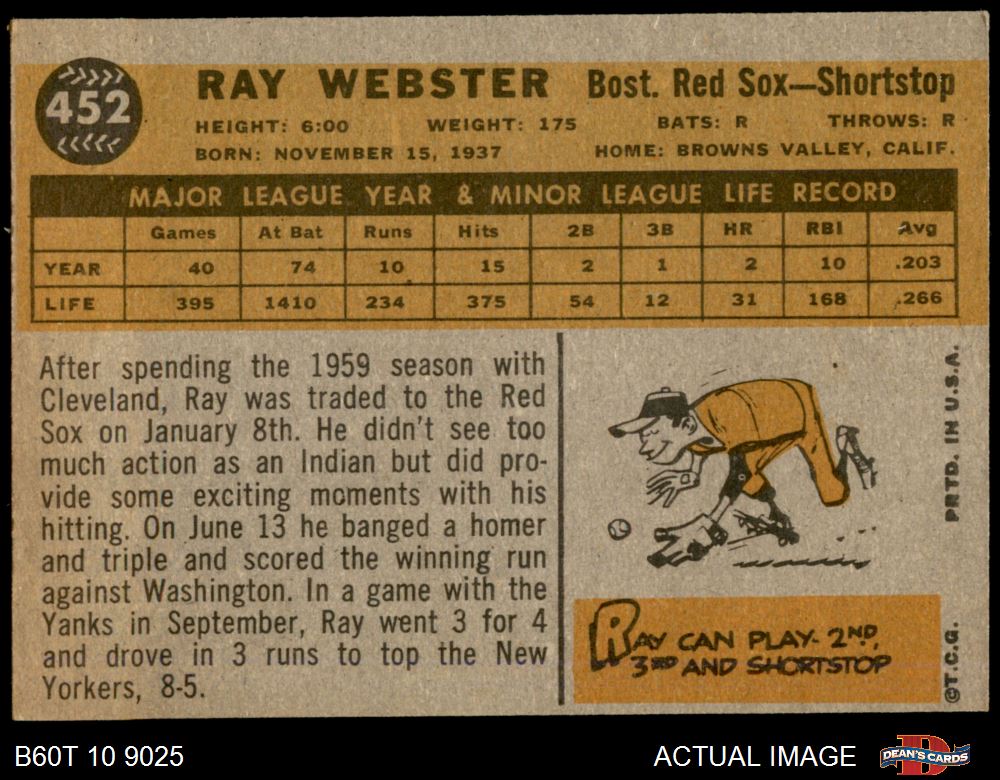 452
RAY WEBSTER Bost. Red Sox—Shortstop
HEIGHT: 6:00 WEIGHT: 175 BATS: R THROWS: R
BORN: NOVEMBER 15, 1937 HOME: BROWNS VALLEY, CALIF.
MAJOR LEAGUE YEAR & MINOR LEAGUE LIFE RECORD
Games At Bat Runs Hits 2B 3B HR RBI Avg
YEAR 40 74 10 15 2 1 2 10 .203
LIFE 395 1410 234 375 54 12 31 168 .266
After spending the 1959 season with
Cleveland, Ray was traded to the Red
Sox on January 8th. He didn't see too
much action as an Indian but did pro-
vide some exciting moments with his
hitting. On June 13 he banged a homer
and triple and scored the winning run
against Washington. In a game with the
Yanks in September, Ray went 3 for 4
and drove in 3 runs to top the New
Yorkers, 8-5.
RAY CAN PLAY 2ND,
3RD AND SHORTSTOP
©T.C.G. PRTD. IN U.S.A.
B60T 10 9025 ACTUAL IMAGE DEAN'S CARDS